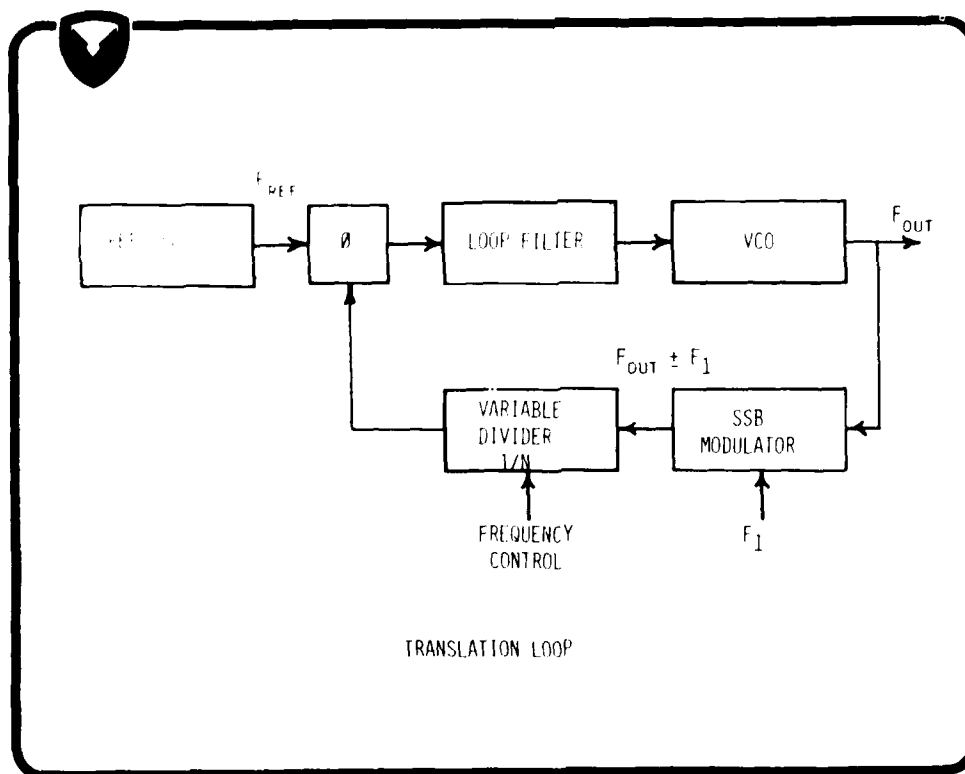 F_REF
Ø
LOOP FILTER
VCO
F_OUT
F_OUT ± F_1
VARIABLE
DIVIDER
1/N
SSB
MODULATOR
FREQUENCY
CONTROL
F_1
TRANSLATION LOOP